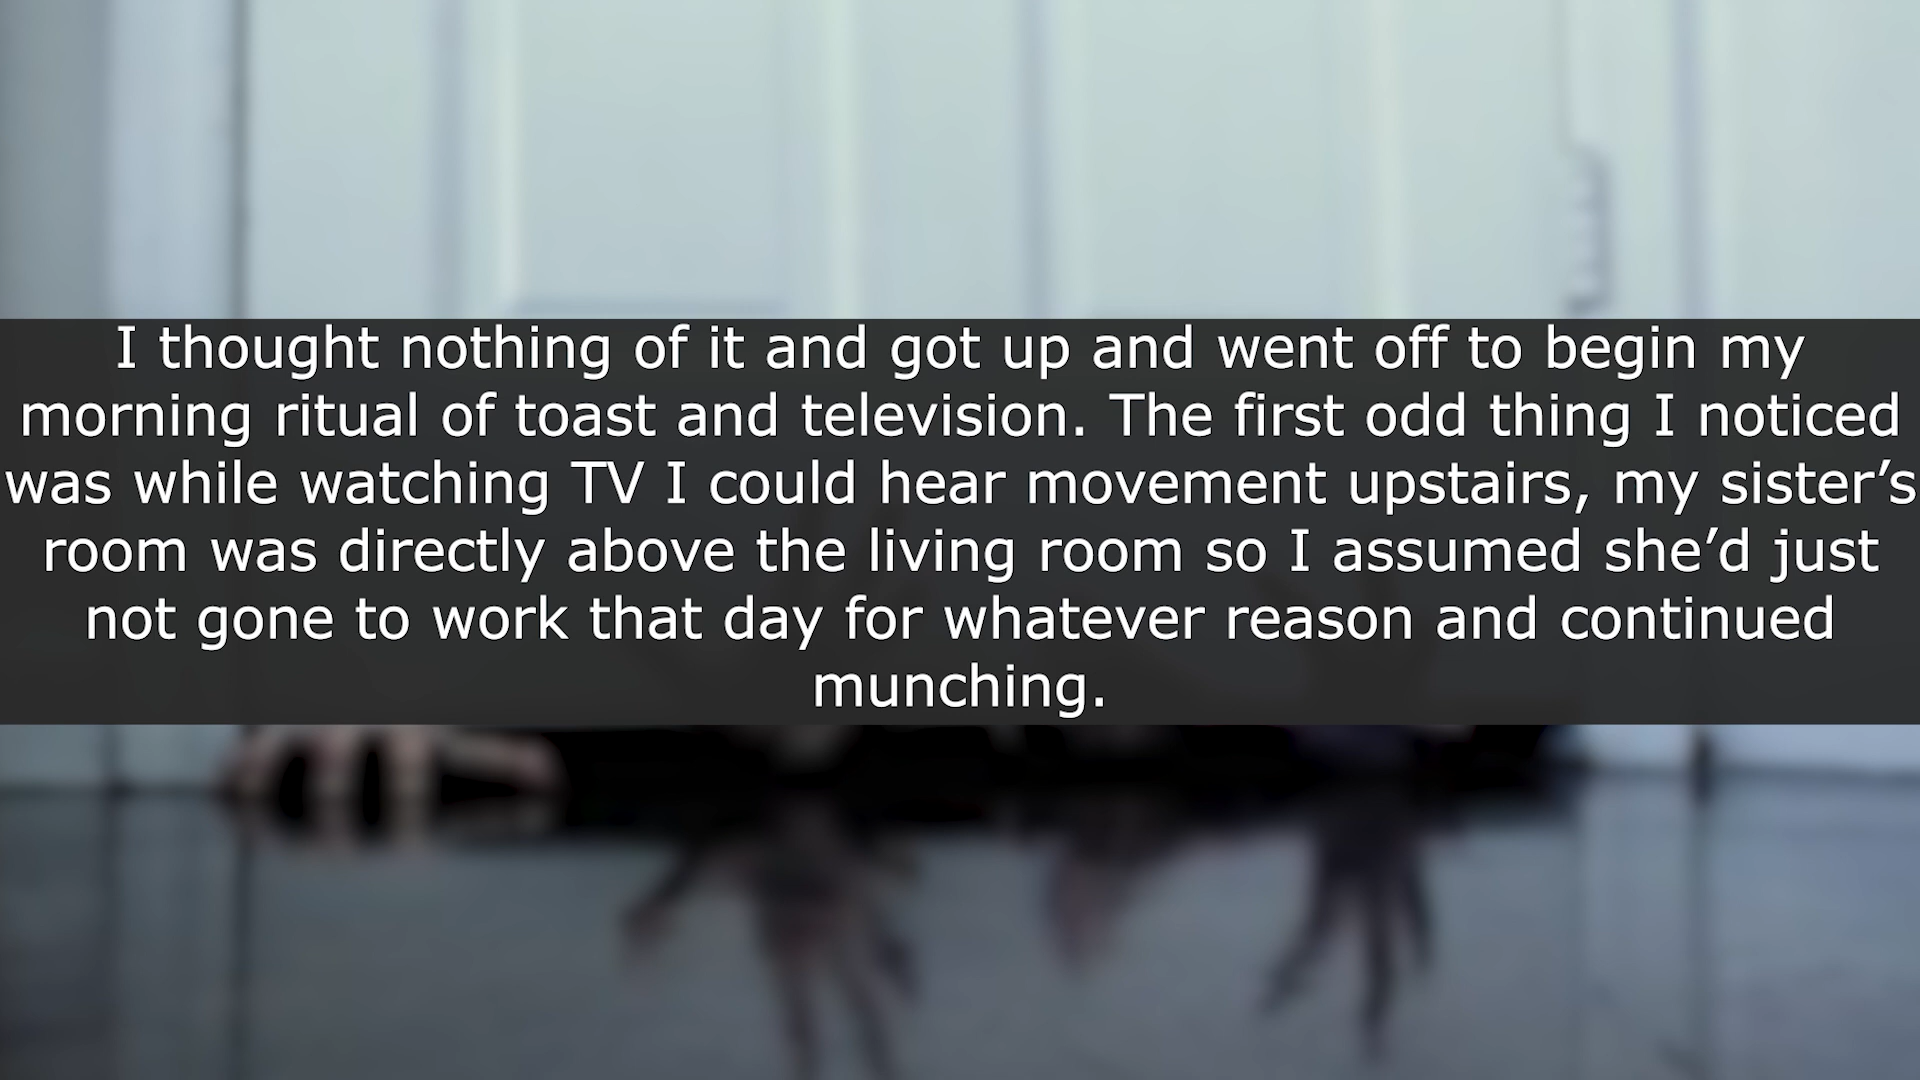 I thought nothing of it and got up and went off to begin my
morning ritual of toast and television. The first odd thing I noticed
was while watching TV I could hear movement upstairs, my sister’s
room was directly above the living room so I assumed she’d just
not gone to work that day for whatever reason and continued
munching.